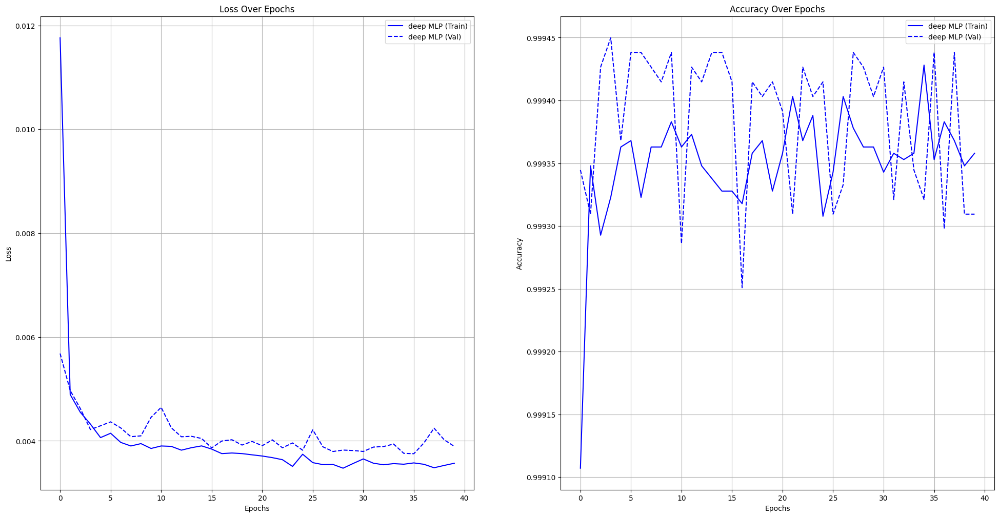 Loss Over Epochs
deep MLP (Train)
deep MLP (Val)
0.012
0.010
0.008
0.006
0.004
Loss
0 5 10 15 20 25 30 35 40
Epochs
Accuracy Over Epochs
deep MLP (Train)
deep MLP (Val)
0.99945
0.99940
0.99935
0.99930
0.99925
0.99920
0.99915
0.99910
Accuracy
0 5 10 15 20 25 30 35 40
Epochs